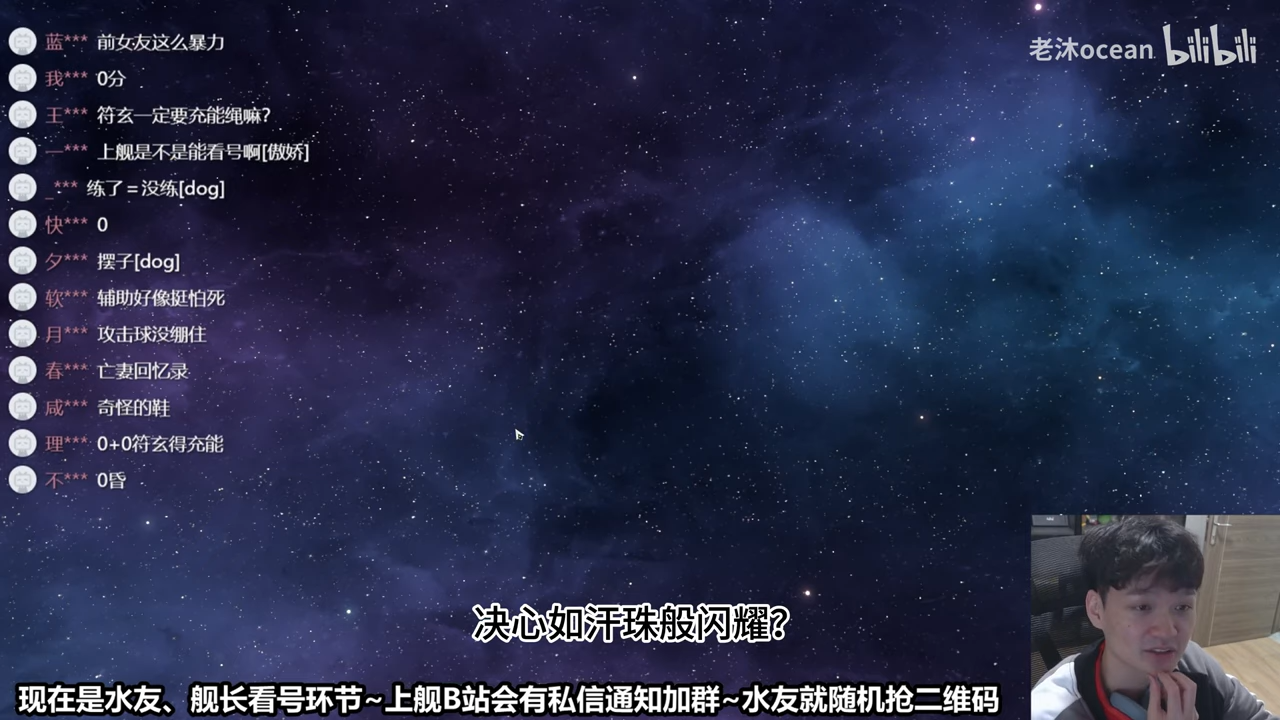 老沐ocean bilibili
蓝*** 前女友这么暴力
我*** 0分
王*** 符玄一定要充能绳嘛?
一*** 上舰是不是能看号啊[傲娇]
_*** 练了=没练[dog]
快*** 0
夕*** 摆子[dog]
软*** 辅助好像挺怕死
月*** 攻击球没绷住
春*** 亡妻回忆录
咸*** 奇怪的鞋
理*** 0+0符玄得充能
不*** 0昏
决心如汗珠般闪耀?
现在是水友、舰长看号环节~上舰B站会有私信通知加群~水友就随机抢二维码